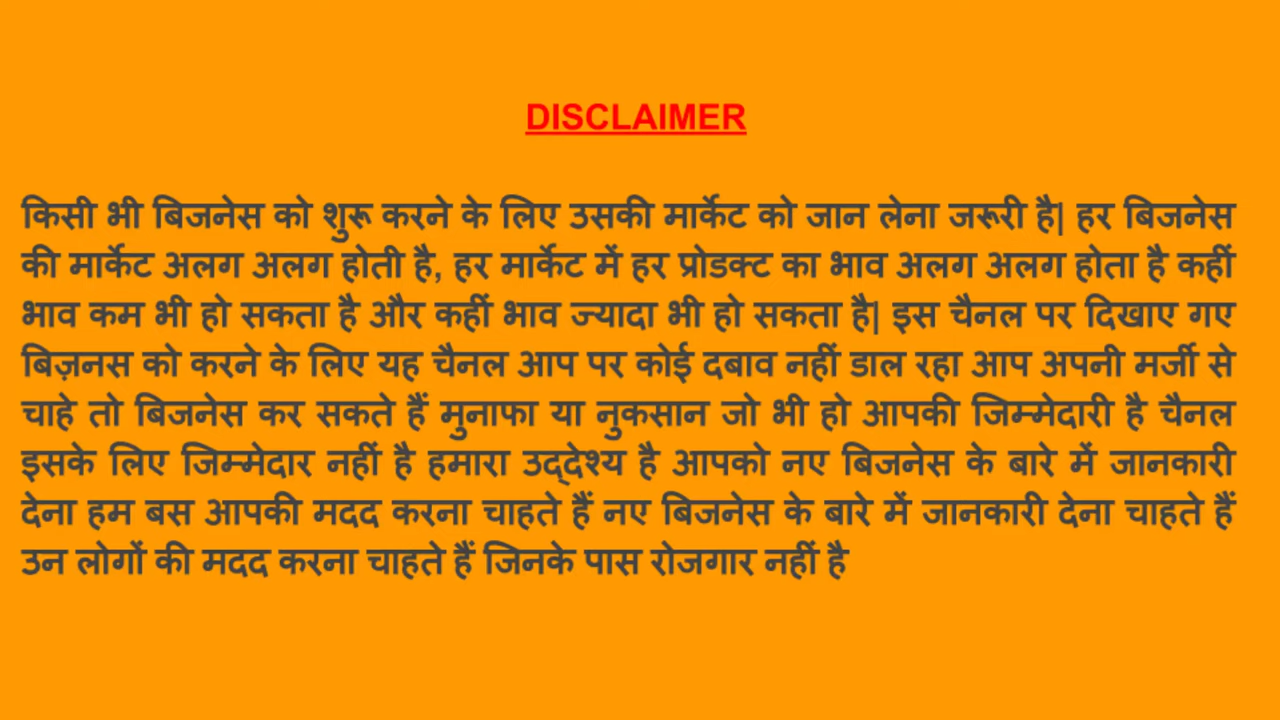 DISCLAIMER
किसी भी बिजनेस को शुरू करने के लिए उसकी मार्केट को जान लेना जरूरी है| हर बिजनेस
की मार्केट अलग अलग होती है, हर मार्केट में हर प्रोडक्ट का भाव अलग अलग होता है कहीं
भाव कम भी हो सकता है और कहीं भाव ज्यादा भी हो सकता है| इस चैनल पर दिखाए गए
बिज़नस को करने के लिए यह चैनल आप पर कोई दबाव नहीं डाल रहा आप अपनी मर्जी से
चाहे तो बिजनेस कर सकते हैं मुनाफा या नुकसान जो भी हो आपकी जिम्मेदारी है चैनल
इसके लिए जिम्मेदार नहीं है हमारा उद्देश्य है आपको नए बिजनेस के बारे में जानकारी
देना हम बस आपकी मदद करना चाहते हैं नए बिजनेस के बारे में जानकारी देना चाहते हैं
उन लोगों की मदद करना चाहते हैं जिनके पास रोजगार नहीं है